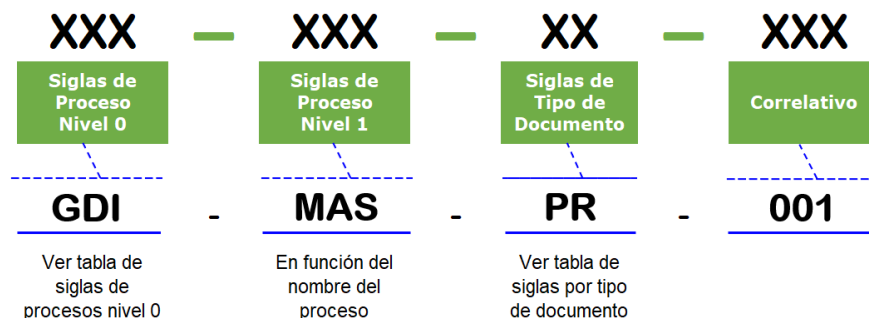 XXX - XXX - XX - XXX
Siglas de
Proceso
Nivel 0
Siglas de
Proceso
Nivel 1
Siglas de
Tipo de
Documento
Correlativo
GDI - MAS - PR - 001
Ver tabla de
siglas de
procesos nivel 0
En función del
nombre del
proceso
Ver tabla de
siglas por tipo
de documento